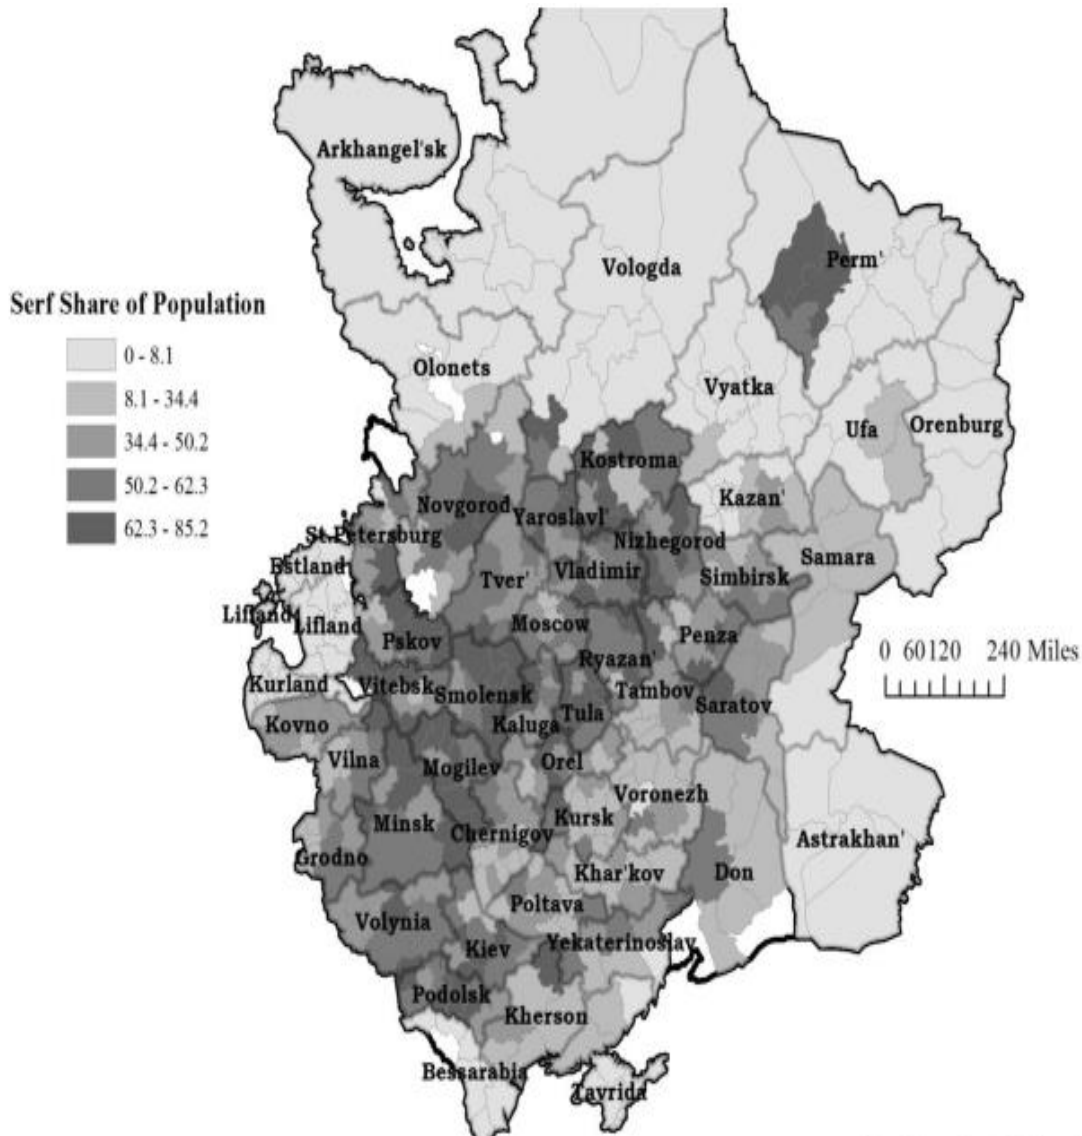 Arkhangel'sk
Vologda
Perm'
Serf Share of Population
0 - 8.1
8.1 - 34.4
34.4 - 50.2
50.2 - 62.3
62.3 - 85.2
Olonets
Vyatka
Ufa
Orenburg
Kostroma
Kazan'
Novgorod
Yaroslavl'
St.Petersburg
Nizhegorod
Samara
Estland
Tver'
Vladimir
Simbirsk
Lifland
Lifland
Moscow
Pskov
Penza
Ryazan'
0 60 120 240 Miles
Kurland
Vitebsk
Smolensk
Tambov
Saratov
Kovno
Kaluga
Tula
Vilna
Mogilev
Orel
Voronezh
Minsk
Chernigov
Kursk
Astrakhan'
Grodno
Khar'kov
Don
Poltava
Volynia
Kiev
Yekaterinoslav
Podolsk
Kherson
Bessarabia
Tavrida